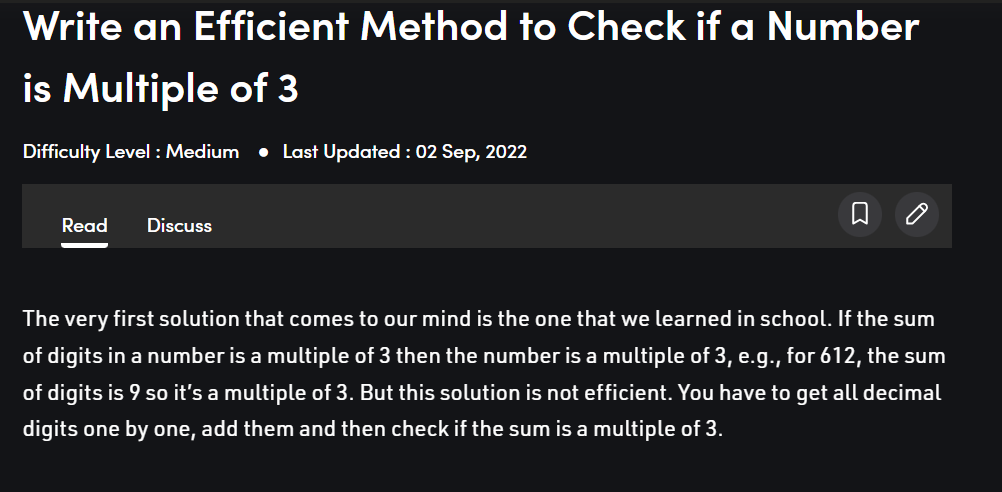 Write an Efficient Method to Check if a Number
is Multiple of 3
Difficulty Level : Medium ● Last Updated : 02 Sep, 2022
Read Discuss
The very first solution that comes to our mind is the one that we learned in school. If the sum
of digits in a number is a multiple of 3 then the number is a multiple of 3, e.g., for 612, the sum
of digits is 9 so it’s a multiple of 3. But this solution is not efficient. You have to get all decimal
digits one by one, add them and then check if the sum is a multiple of 3.